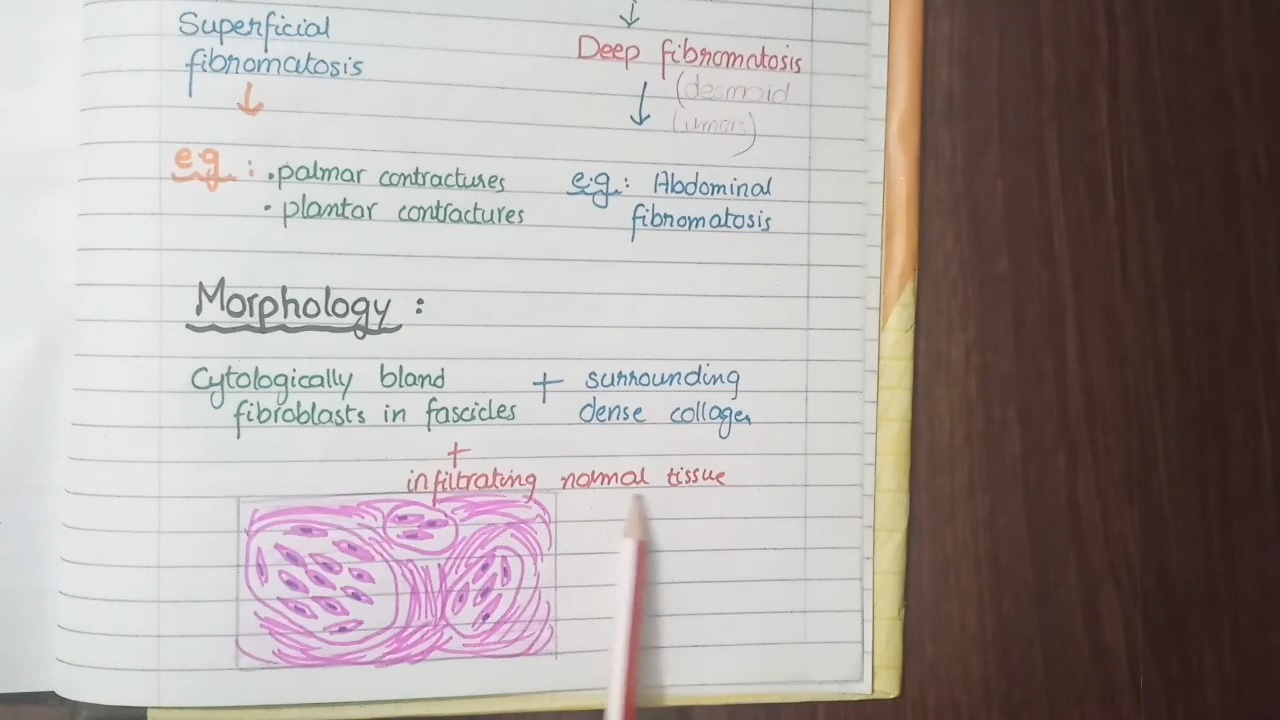 Superficial
fibromatosis
Deep fibromatosis
(desmoid
tumors)
e.g. : . palmar contractures
. plantar contractures
e.g. : Abdominal
fibromatosis
Morphology :
Cytologically bland
fibroblasts in fascicles
+ surrounding
dense collagen
+
infiltrating normal tissue